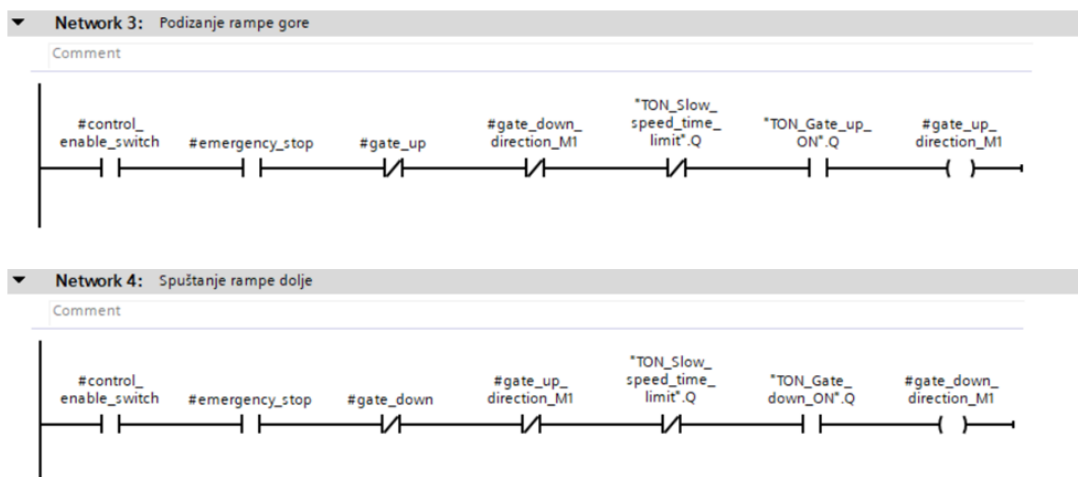 Network 3: Podizanje rampe gore
Comment
#control_
enable_switch
#emergency_stop
#gate_up
#gate_down_
direction_M1
"TON_Slow_
speed_time_
limit".Q
"TON_Gate_up_
ON".Q
#gate_up_
direction_M1
Network 4: Spuštanje rampe dolje
Comment
#control_
enable_switch
#emergency_stop
#gate_down
#gate_up_
direction_M1
"TON_Slow_
speed_time_
limit".Q
"TON_Gate_
down_ON".Q
#gate_down_
direction_M1